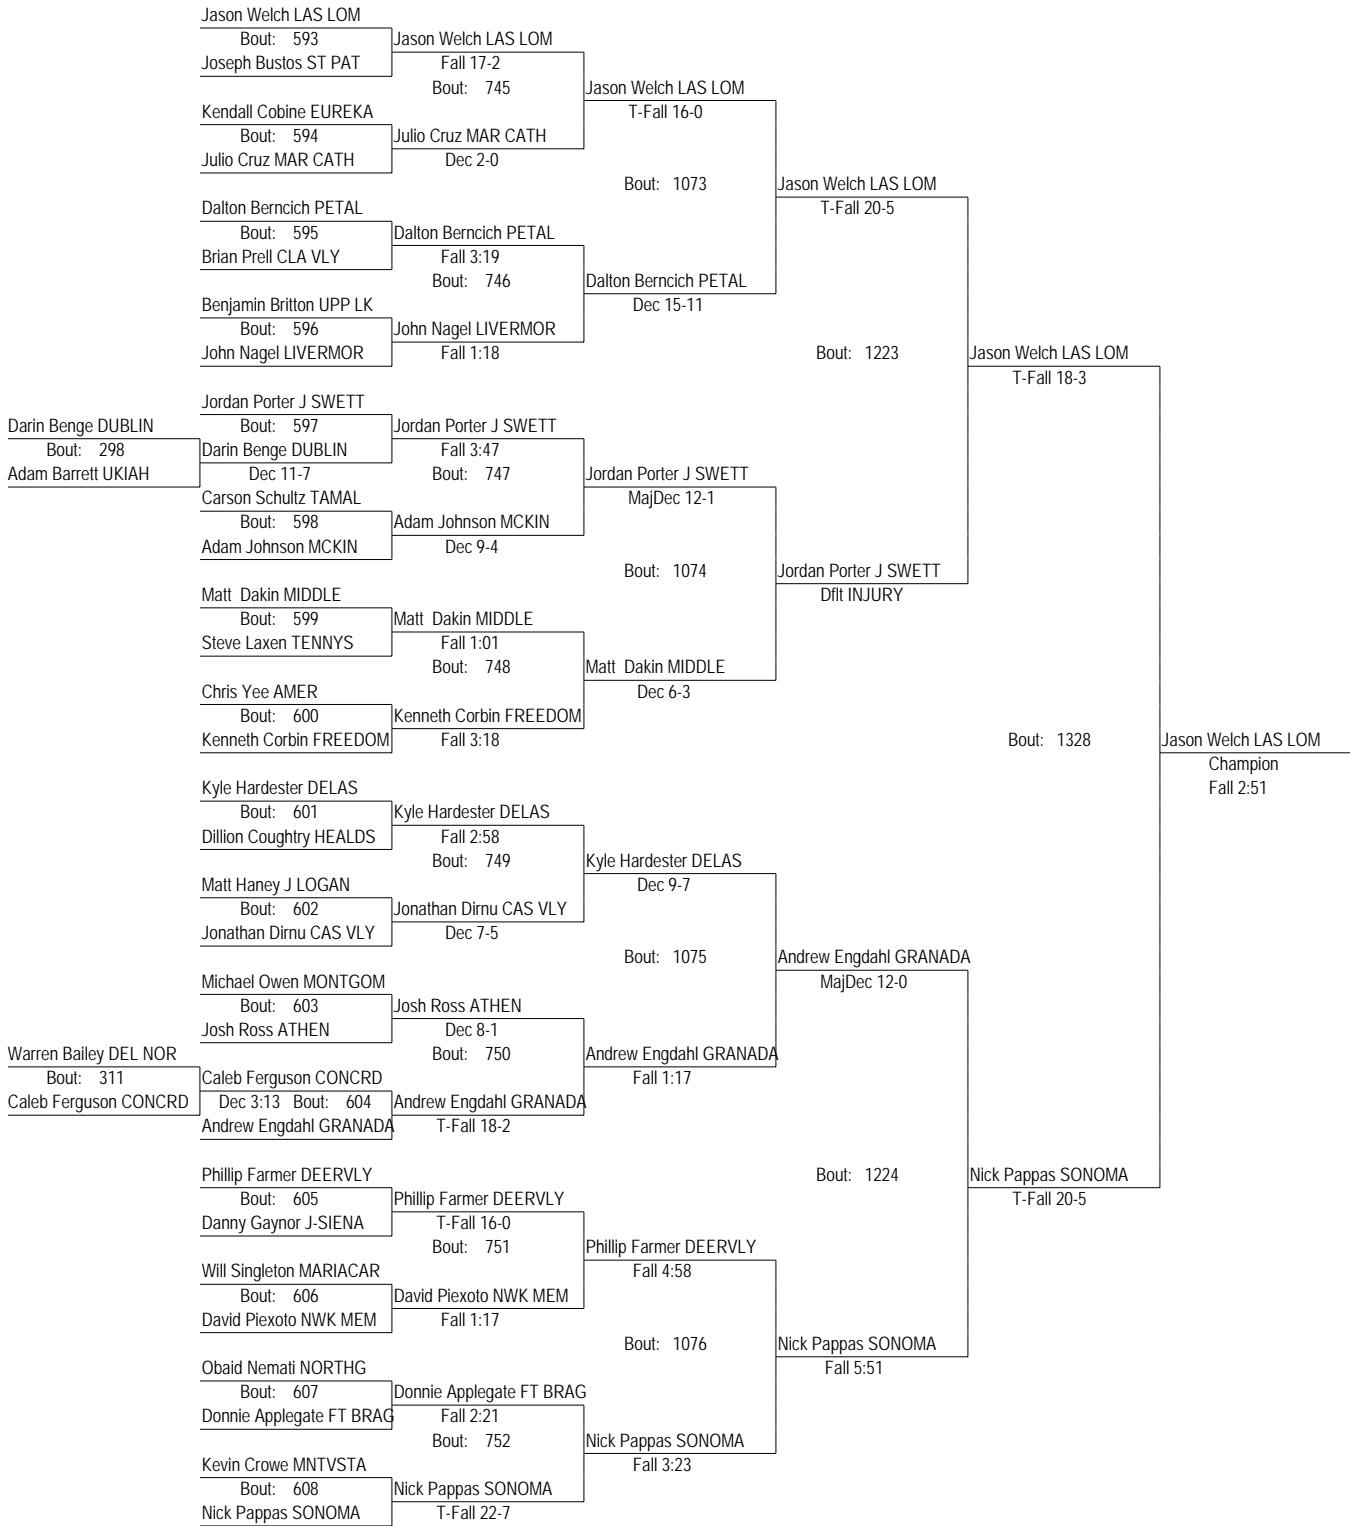 Jason Welch LAS LOM
Bout: 593
Jason Welch LAS LOM
Joseph Bustos ST PAT
Fall 17-2
Bout: 745
Jason Welch LAS LOM
Kendall Cobine EUREKA
T-Fall 16-0
Bout: 594
Julio Cruz MAR CATH
Julio Cruz MAR CATH
Dec 2-0
Bout: 1073
Jason Welch LAS LOM
Dalton Berncich PETAL
T-Fall 20-5
Bout: 595
Dalton Berncich PETAL
Brian Prell CLA VLY
Fall 3:19
Bout: 746
Dalton Berncich PETAL
Benjamin Britton UPP LK
Dec 15-11
Bout: 596
John Nagel LIVERMOR
John Nagel LIVERMOR
Fall 1:18
Bout: 1223
Jason Welch LAS LOM
T-Fall 18-3
Jordan Porter J SWETT
Darin Benge DUBLIN
Bout: 597
Jordan Porter J SWETT
Bout: 298
Darin Benge DUBLIN
Fall 3:47
Adam Barrett UKIAH
Dec 11-7
Bout: 747
Jordan Porter J SWETT
Carson Schultz TAMAL
MajDec 12-1
Bout: 598
Adam Johnson MCKIN
Adam Johnson MCKIN
Dec 9-4
Bout: 1074
Jordan Porter J SWETT
Matt Dakin MIDDLE
Dflt INJURY
Bout: 599
Matt Dakin MIDDLE
Steve Laxen TENNYS
Fall 1:01
Bout: 748
Matt Dakin MIDDLE
Chris Yee AMER
Dec 6-3
Bout: 600
Kenneth Corbin FREEDOM
Kenneth Corbin FREEDOM
Fall 3:18
Bout: 1328
Jason Welch LAS LOM
Champion
Fall 2:51
Kyle Hardester DELAS
Bout: 601
Kyle Hardester DELAS
Dillion Coughtry HEALDS
Fall 2:58
Bout: 749
Kyle Hardester DELAS
Matt Haney J LOGAN
Dec 9-7
Bout: 602
Jonathan Dirnu CAS VLY
Jonathan Dirnu CAS VLY
Dec 7-5
Bout: 1075
Andrew Engdahl GRANADA
Michael Owen MONTGOM
MajDec 12-0
Bout: 603
Josh Ross ATHEN
Josh Ross ATHEN
Dec 8-1
Warren Bailey DEL NOR
Bout: 750
Andrew Engdahl GRANADA
Bout: 311
Caleb Ferguson CONCRD
Fall 1:17
Caleb Ferguson CONCRD
Dec 3:13 Bout: 604
Andrew Engdahl GRANADA
Andrew Engdahl GRANADA
T-Fall 18-2
Phillip Farmer DEERVLY
Bout: 1224
Nick Pappas SONOMA
Bout: 605
Phillip Farmer DEERVLY
T-Fall 20-5
Danny Gaynor J-SIENA
T-Fall 16-0
Bout: 751
Phillip Farmer DEERVLY
Will Singleton MARIACAR
Fall 4:58
Bout: 606
David Piexoto NWK MEM
David Piexoto NWK MEM
Fall 1:17
Bout: 1076
Nick Pappas SONOMA
Obaid Nemati NORTHG
Fall 5:51
Bout: 607
Donnie Applegate FT BRAG
Donnie Applegate FT BRAG
Fall 2:21
Bout: 752
Nick Pappas SONOMA
Kevin Crowe MNTVSTA
Fall 3:23
Bout: 608
Nick Pappas SONOMA
Nick Pappas SONOMA
T-Fall 22-7